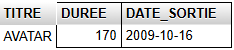 TITRE DUREE DATE_SORTIE
AVATAR 170 2009-10-16